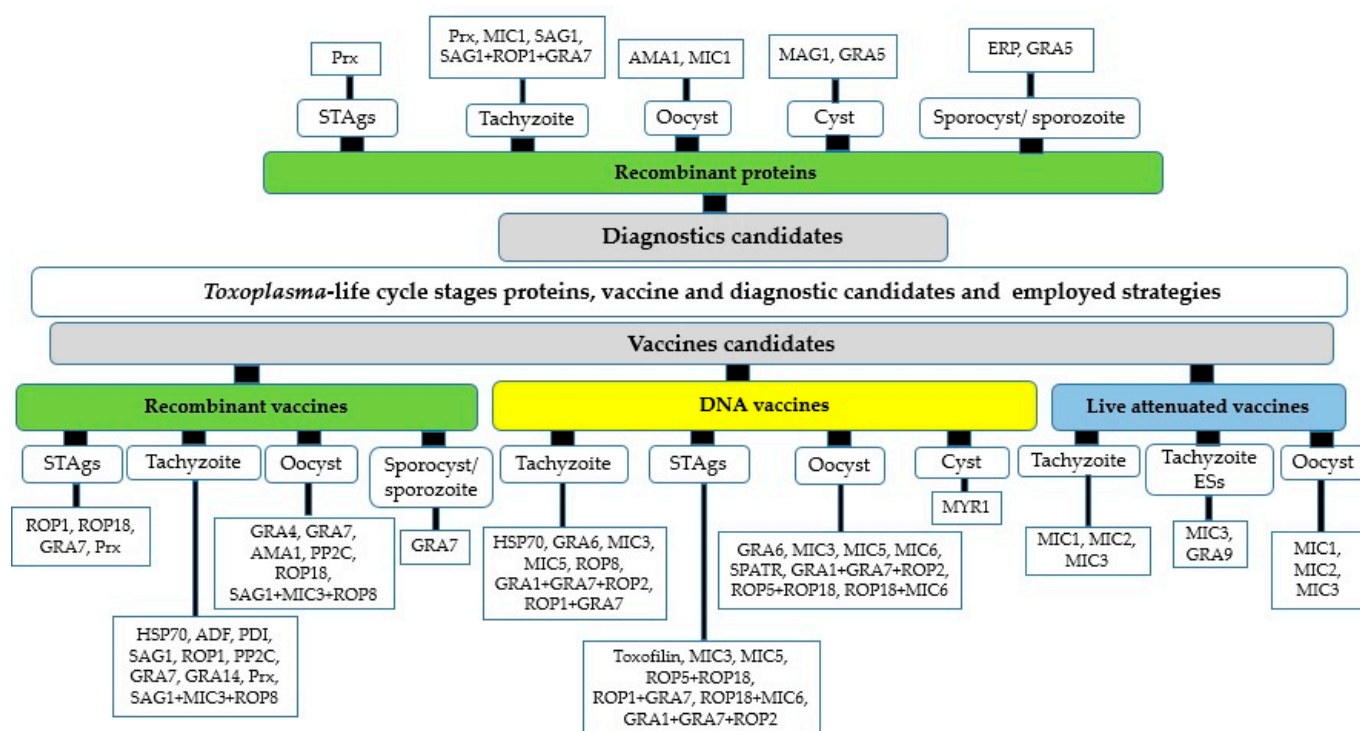 Prx
Prx, MIC1, SAG1,
SAG1+ROP1+GRA7
AMA1, MIC1
MAG1, GRA5
ERP, GRA5
STAgs
Tachyzoite
Oocyst
Cyst
Sporocyst/ sporozoite
Recombinant proteins
Diagnostics candidates
Toxoplasma-life cycle stages proteins, vaccine and diagnostic candidates and employed strategies
Vaccines candidates
Recombinant vaccines
DNA vaccines
Live attenuated vaccines
STAgs
Tachyzoite
Oocyst
Sporocyst/
sporozoite
Tachyzoite
STAgs
Oocyst
Cyst
Tachyzoite
Tachyzoite
ESs
Oocyst
ROP1, ROP18,
GRA7, Prx
HSP70, ADF, PDI,
SAG1, ROP1, PP2C,
GRA7, GRA14, Prx,
SAG1+MIC3+ROP8
GRA4, GRA7,
AMA1, PP2C,
ROP18,
SAG1+MIC3+ROP8
GRA7
HSP70, GRA6, MIC3,
MIC5, ROP8,
GRA1+GRA7+ROP2,
ROP1+GRA7
Toxofilin, MIC3, MIC5,
ROP5+ROP18,
ROP1+GRA7, ROP18+MIC6,
GRA1+GRA7+ROP2
GRA6, MIC3, MIC5, MIC6,
SPATR, GRA1+GRA7+ROP2,
ROP5+ROP18, ROP18+MIC6
MYR1
MIC1, MIC2,
MIC3
MIC3,
GRA9
MIC1,
MIC2,
MIC3